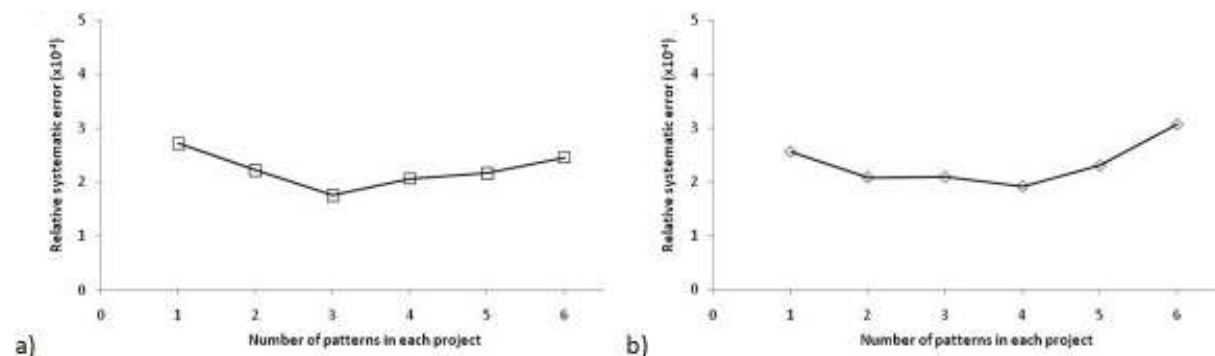 5
4
3
2
1
0
Relative systematic error (x10⁻⁴)
0 1 2 3 4 5 6
Number of patterns in each project
a)
5
4
3
2
1
0
Relative systematic error (x10⁻⁴)
0 1 2 3 4 5 6
Number of patterns in each project
b)